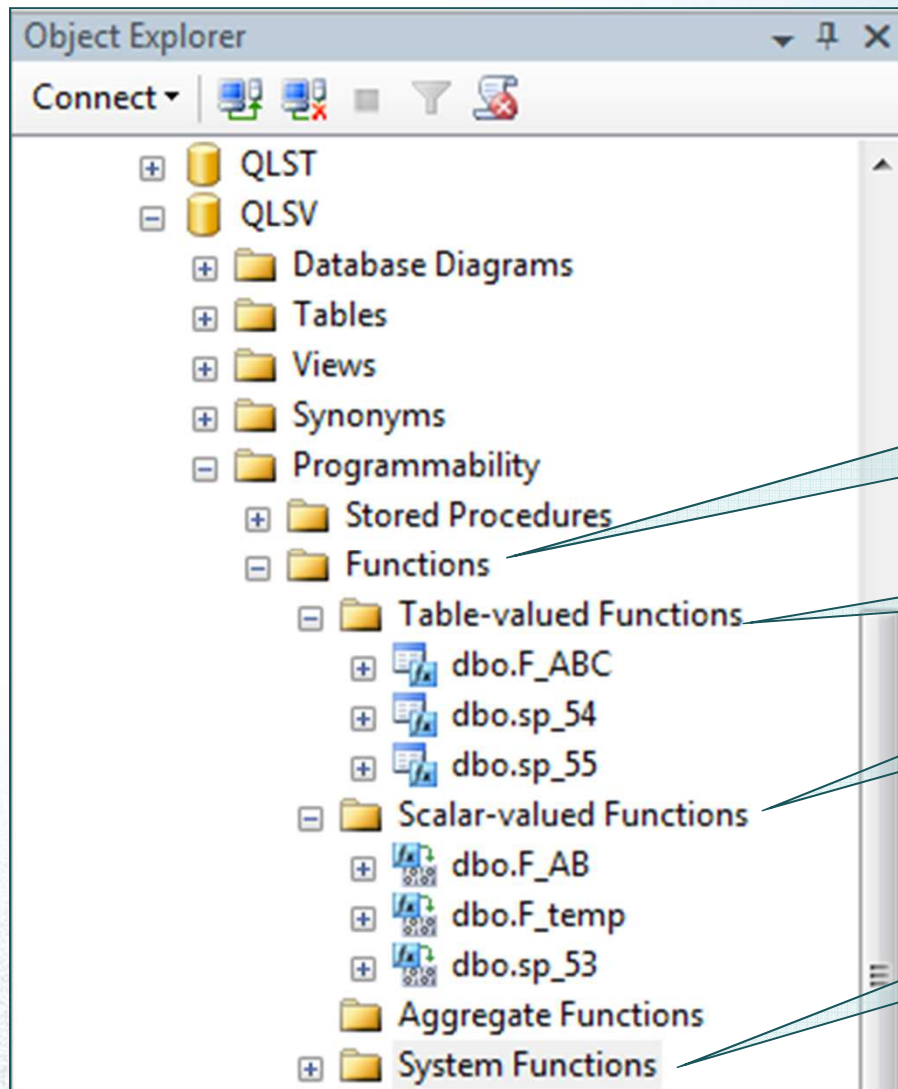 Object Explorer
Connect
QLST
QLSV
Database Diagrams
Tables
Views
Synonyms
Programmability
Stored Procedures
Functions
Table-valued Functions
dbo.F_ABC
dbo.sp_54
dbo.sp_55
Scalar-valued Functions
dbo.F_AB
dbo.F_temp
dbo.sp_53
Aggregate Functions
System Functions